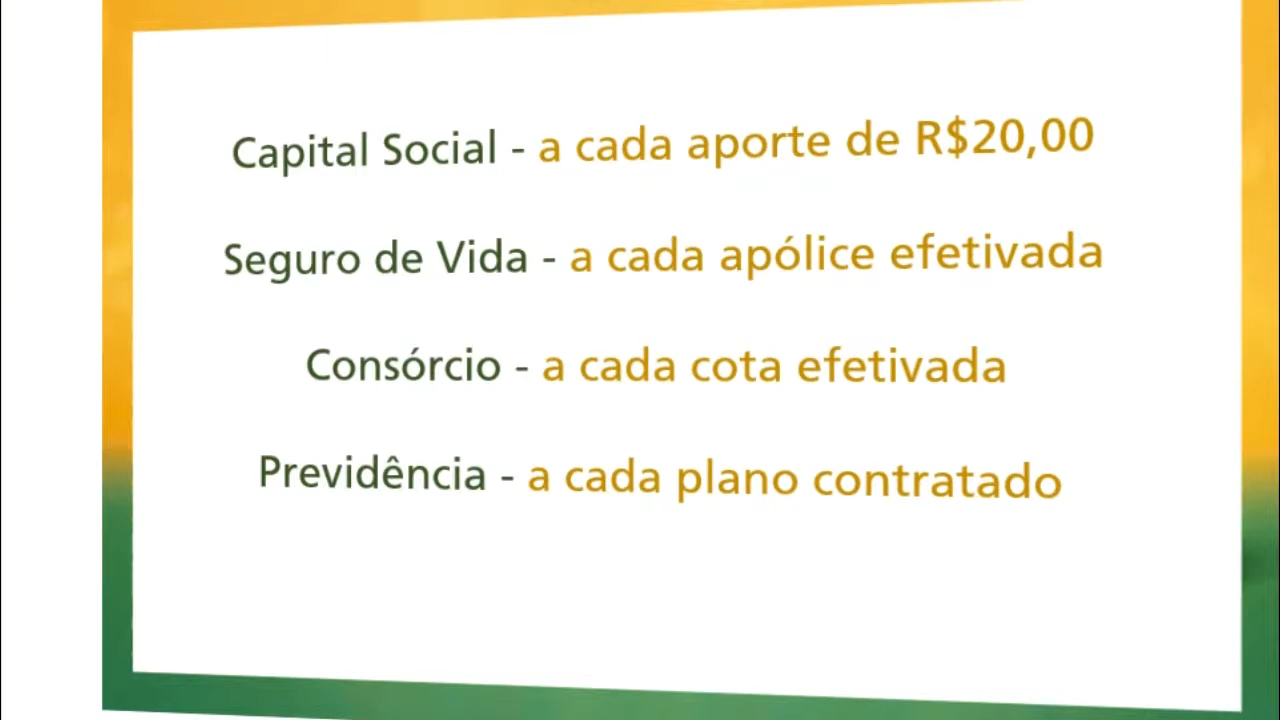 Capital Social - a cada aporte de R$20,00
Seguro de Vida - a cada apólice efetivada
Consórcio - a cada cota efetivada
Previdência - a cada plano contratado